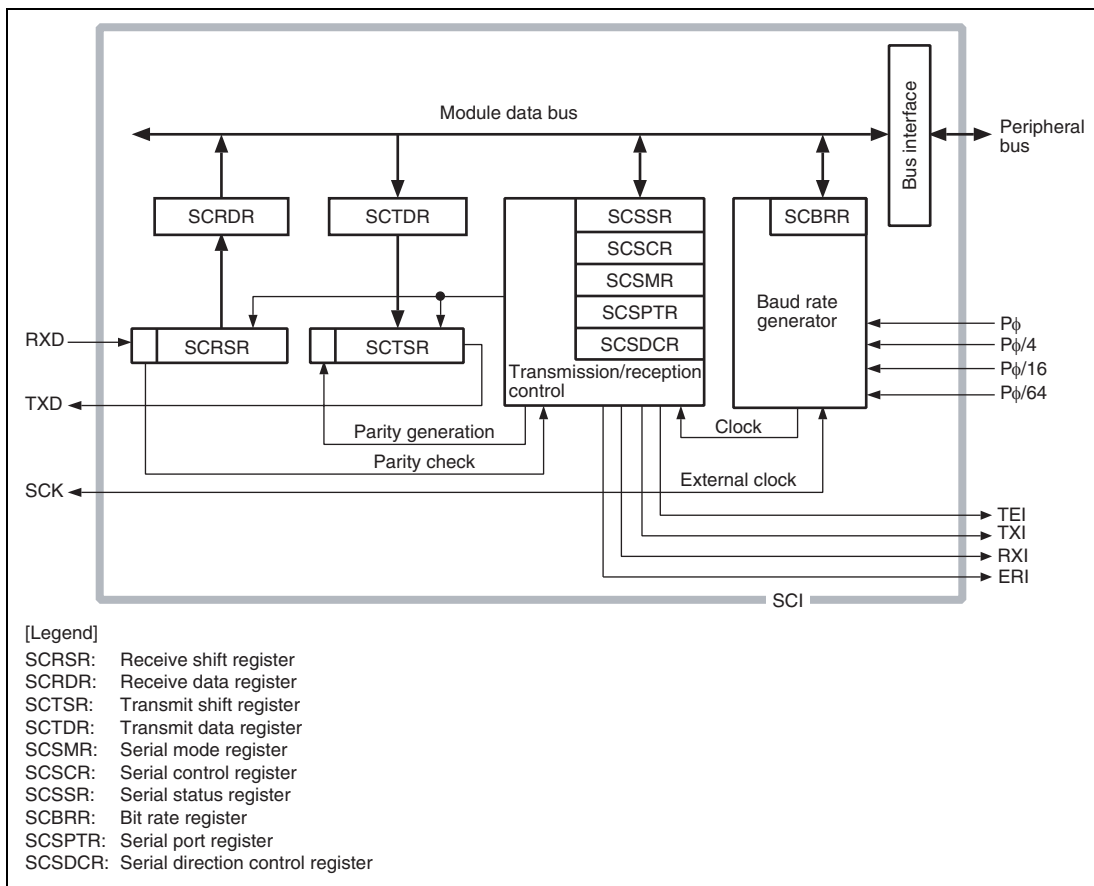 Module data bus
Bus interface
Peripheral
bus
SCRDR
SCTDR
SCSSR
SCSCR
SCSMR
SCSPTR
SCSDCR
Transmission/reception
control
SCBRR
Baud rate
generator
RXD
SCRSR
SCTSR
TXD
Pϕ
Pϕ/4
Pϕ/16
Pϕ/64
Parity generation
Parity check
Clock
External clock
SCK
TEI
TXI
RXI
ERI
SCI
[Legend]
SCRSR: Receive shift register
SCRDR: Receive data register
SCTSR: Transmit shift register
SCTDR: Transmit data register
SCSMR: Serial mode register
SCSCR: Serial control register
SCSSR: Serial status register
SCBRR: Bit rate register
SCSPTR: Serial port register
SCSDCR: Serial direction control register